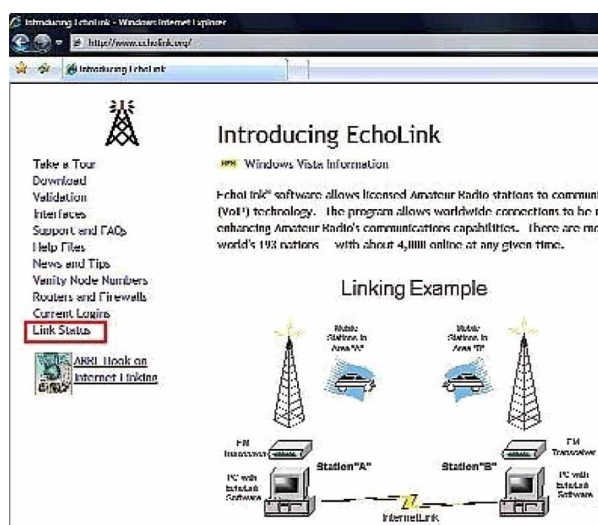 Introducing EchoLink - Windows Internet Explorer
http://www.echolink.org/
Introducing EchoLink
Introducing EchoLink
NEW Windows Vista Information
Take a Tour
Download
Validation
Interfaces
Support and FAQs
Help Files
News and Tips
Vanity Node Numbers
Routers and Firewalls
Current Logins
Link Status
ARRL Book on
Internet Linking
EchoLink® software allows licensed Amateur Radio stations to communi
(VoIP) technology. The program allows worldwide connections to be
enhancing Amateur Radio's communications capabilities. There are mo
world's 193 nations — with about 4,000 online at any given time.
Linking Example
Mobile
Stations in
Area "A"
Mobile
Stations in
Area "B"
FM
Transceiver
FM
Transceiver
Station "A"
Station "B"
PC with
EchoLink
Software
PC with
EchoLink
Software
Internet Link